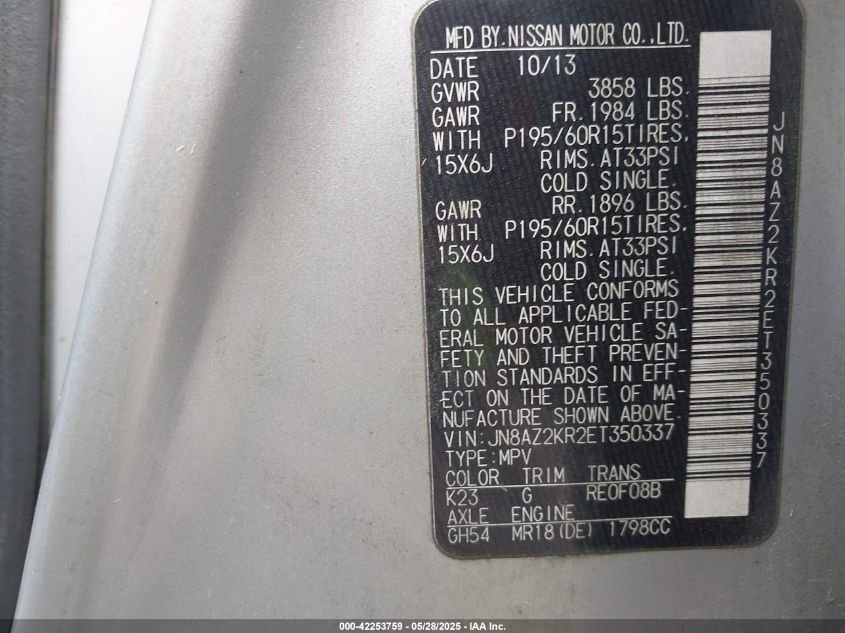 MFD BY.NISSAN MOTOR CO.,LTD.
DATE 10/13
GVWR 3858 LBS.
GAWR FR.1984 LBS.
WITH P195/60R15TIRES,
15X6J RIMS.AT33PSI
COLD SINGLE.
GAWR RR.1896 LBS.
WITH P195/60R15TIRES,
15X6J RIMS.AT33PSI
COLD SINGLE.
THIS VEHICLE CONFORMS
TO ALL APPLICABLE FED-
ERAL MOTOR VEHICLE SA-
FETY AND THEFT PREVEN-
TION STANDARDS IN EFF-
ECT ON THE DATE OF MA-
NUFACTURE SHOWN ABOVE.
VIN:JN8AZ2KR2ET350337
TYPE:MPV
COLOR TRIM TRANS
K23 G RE0F08B
AXLE ENGINE
GH54 MR18(DE) 1798CC
JN8AZ2KR2ET350337
000-42253759 - 05/28/2025 - IAA Inc.